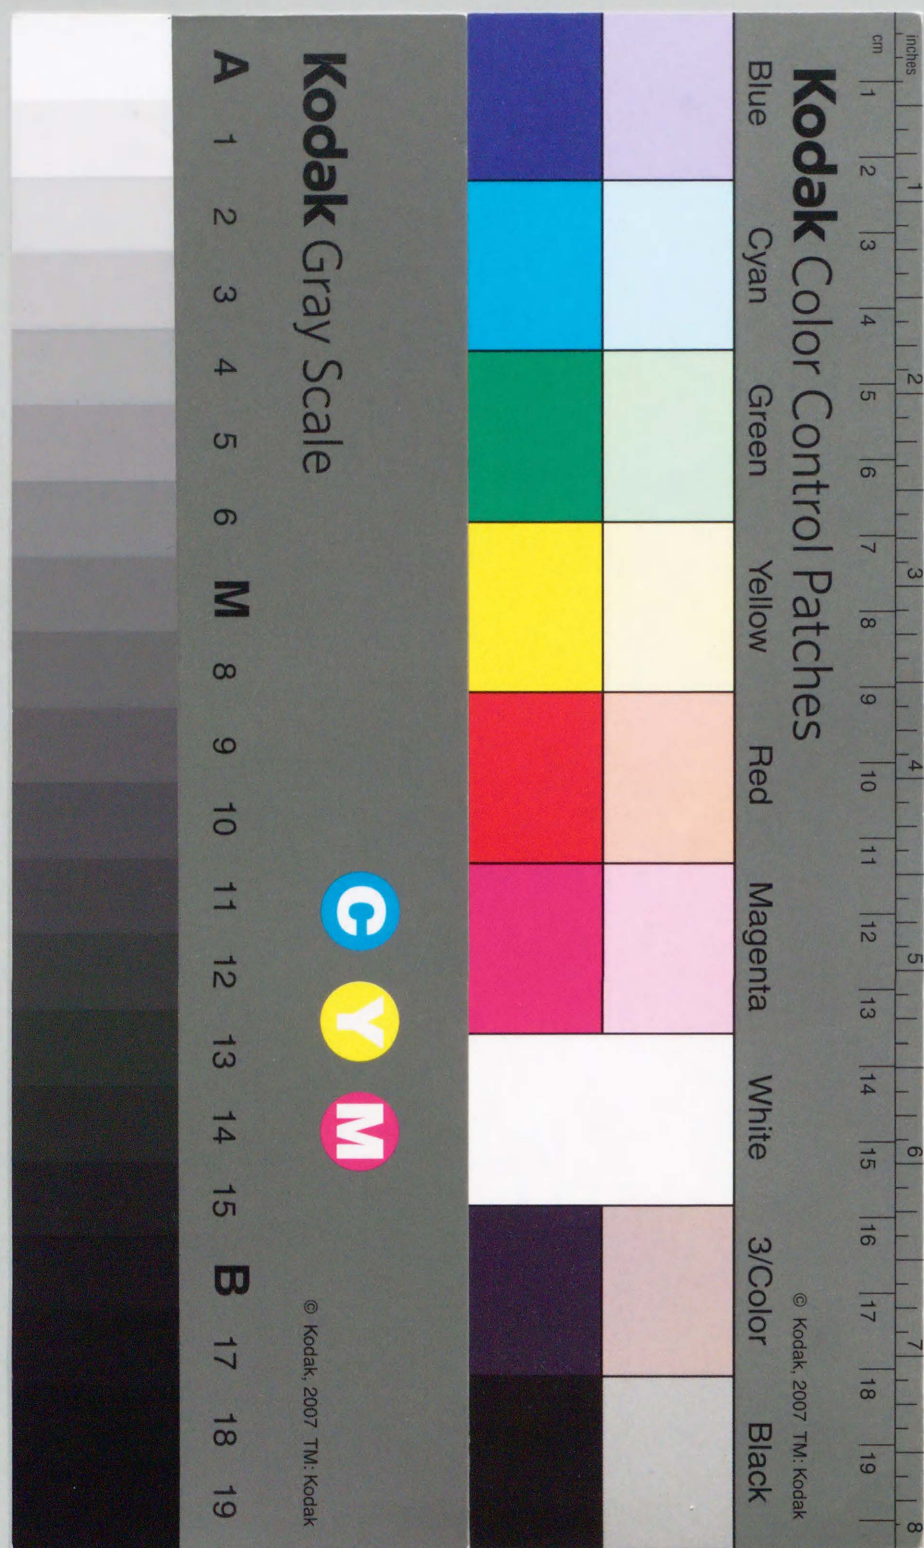 inches 1 2 3 4 5 6 7 8
cm 1 2 3 4 5 6 7 8 9 10 11 12 13 14 15 16 17 18 19
Kodak Color Control Patches
© Kodak, 2007 TM: Kodak
Blue Cyan Green Yellow Red Magenta White 3/Color Black
Kodak Gray Scale
C Y M
© Kodak, 2007 TM: Kodak
A 1 2 3 4 5 6 M 8 9 10 11 12 13 14 15 B 17 18 19